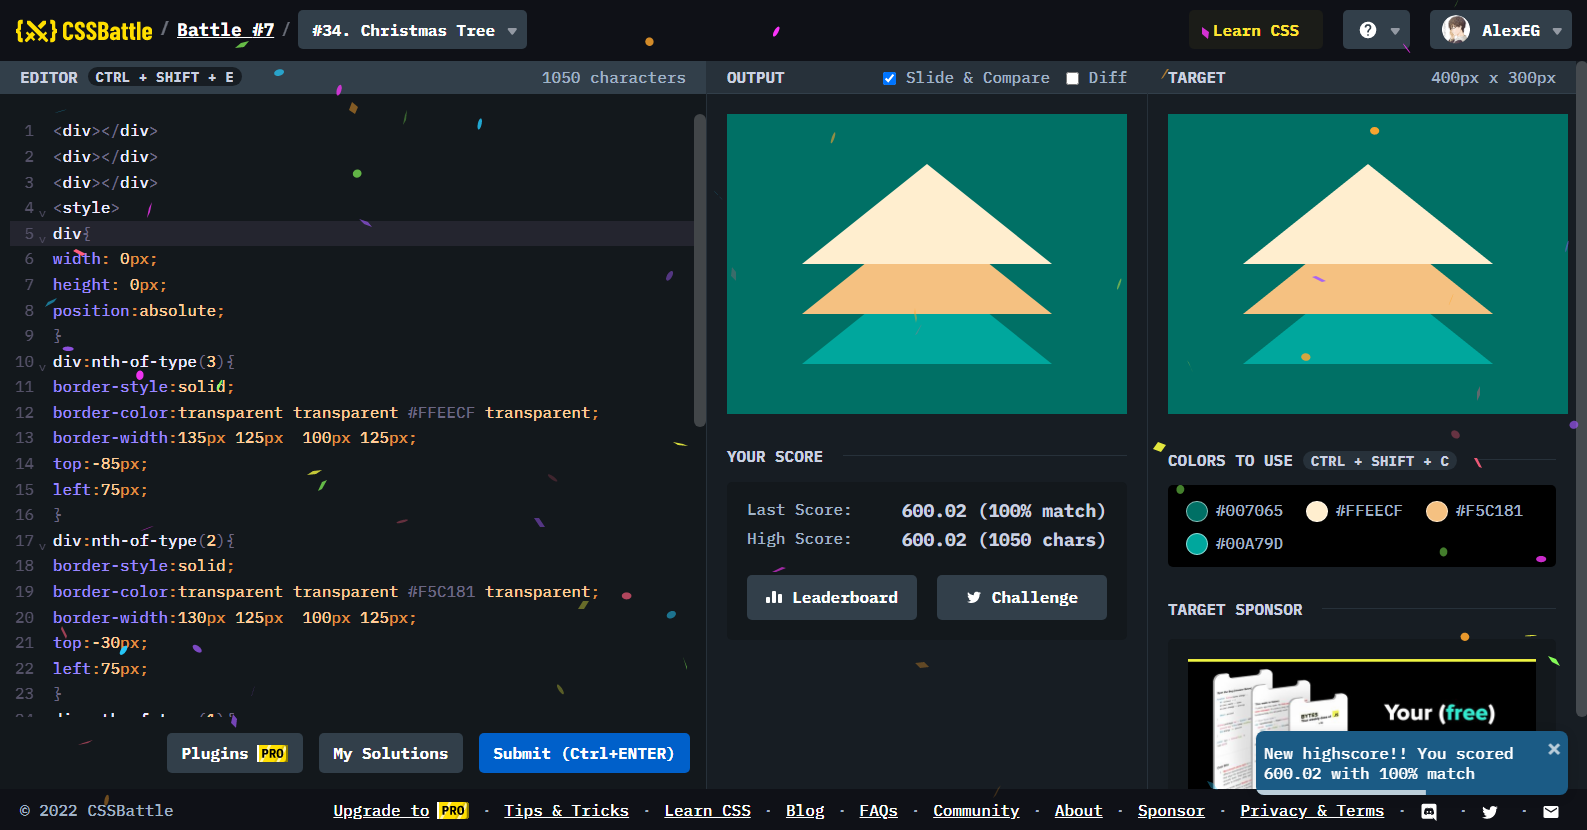 CSSBattle / Battle #7 / #34. Christmas Tree
Learn CSS
?
AlexEG
EDITOR CTRL + SHIFT + E 1050 characters
1 <div></div>
2 <div></div>
3 <div></div>
4 <style>
5 div{
6 width: 0px;
7 height: 0px;
8 position:absolute;
9 }
10 div:nth-of-type(3){
11 border-style:solid;
12 border-color:transparent transparent #FFEECF transparent;
13 border-width:135px 125px  100px 125px;
14 top:-85px;
15 left:75px;
16 }
17 div:nth-of-type(2){
18 border-style:solid;
19 border-color:transparent transparent #F5C181 transparent;
20 border-width:130px 125px  100px 125px;
21 top:-30px;
22 left:75px;
23 }
Plugins PRO
My Solutions
Submit (Ctrl+ENTER)
OUTPUT Slide & Compare Diff
YOUR SCORE
Last Score: 600.02 (100% match)
High Score: 600.02 (1050 chars)
Leaderboard
Challenge
TARGET 400px x 300px
COLORS TO USE CTRL + SHIFT + C
#007065 #FFEECF #F5C181
#00A79D
TARGET SPONSOR
BYTES
Your (free)
New highscore!! You scored
600.02 with 100% match
© 2022 CSSBattle
Upgrade to PRO · Tips & Tricks · Learn CSS · Blog · FAQs · Community · About · Sponsor · Privacy & Terms